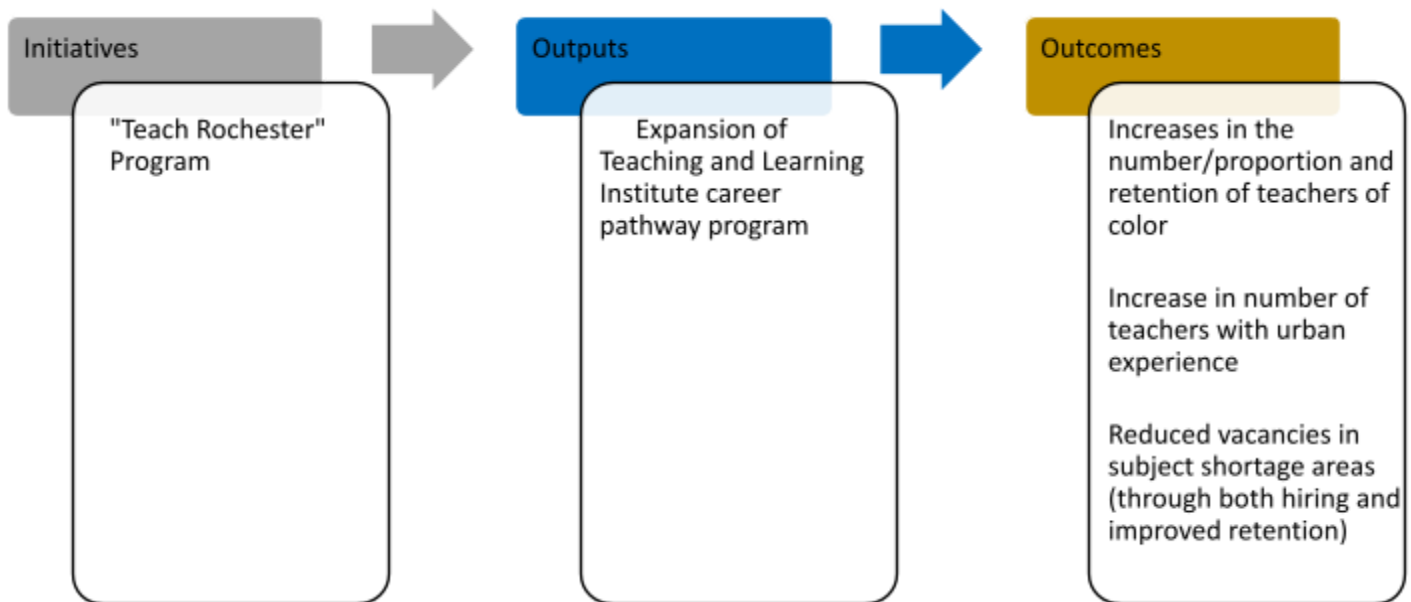 Initiatives
"Teach Rochester"
Program
Outputs
Expansion of
Teaching and Learning
Institute career
pathway program
Outcomes
Increases in the
number/proportion and
retention of teachers of
color
Increase in number of
teachers with urban
experience
Reduced vacancies in
subject shortage areas
(through both hiring and
improved retention)